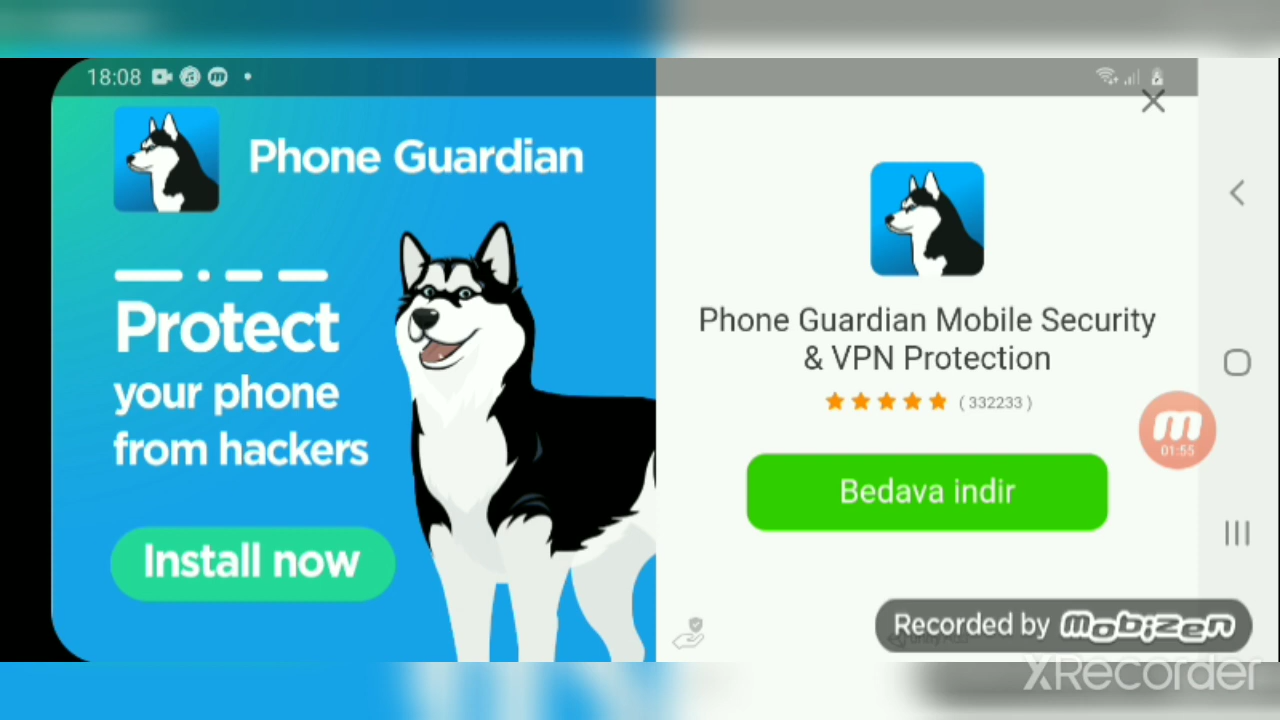 18:08
Phone Guardian
Protect
your phone
from hackers
Install now
Phone Guardian Mobile Security
& VPN Protection
( 332233 )
Bedava indir
01:55
Recorded by mobizen
XRecorder